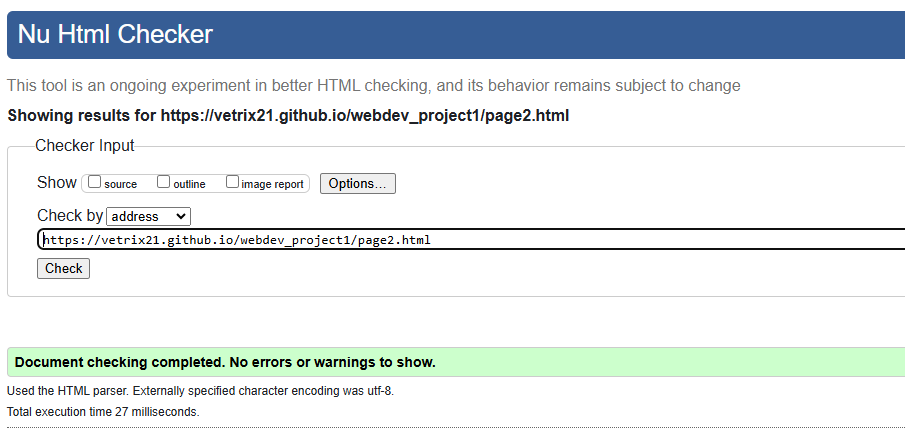 Nu Html Checker
This tool is an ongoing experiment in better HTML checking, and its behavior remains subject to change
Showing results for https://vetrix21.github.io/webdev_project1/page2.html
Checker Input
Show source outline image report Options...
Check by address
https://vetrix21.github.io/webdev_project1/page2.html
Check
Document checking completed. No errors or warnings to show.
Used the HTML parser. Externally specified character encoding was utf-8.
Total execution time 27 milliseconds.